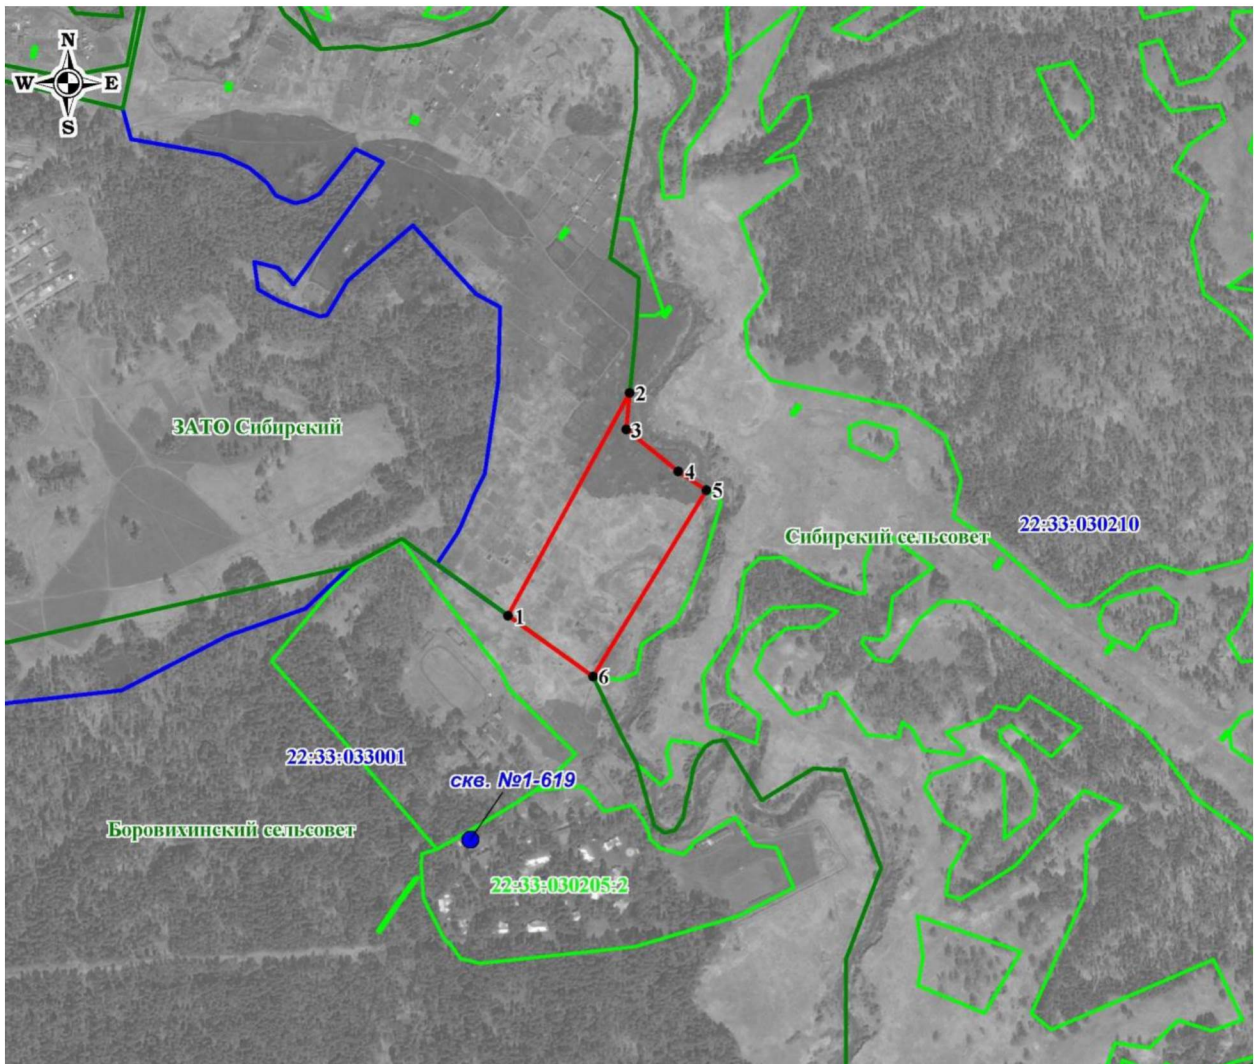 N
W E
S
2
3
ЗАТО Сибирский
4
5
22:33:030210
Сибирский сельсовет
1
6
22:33:033001
скв. №1-619
Боровихинский сельсовет
22:33:030205:2